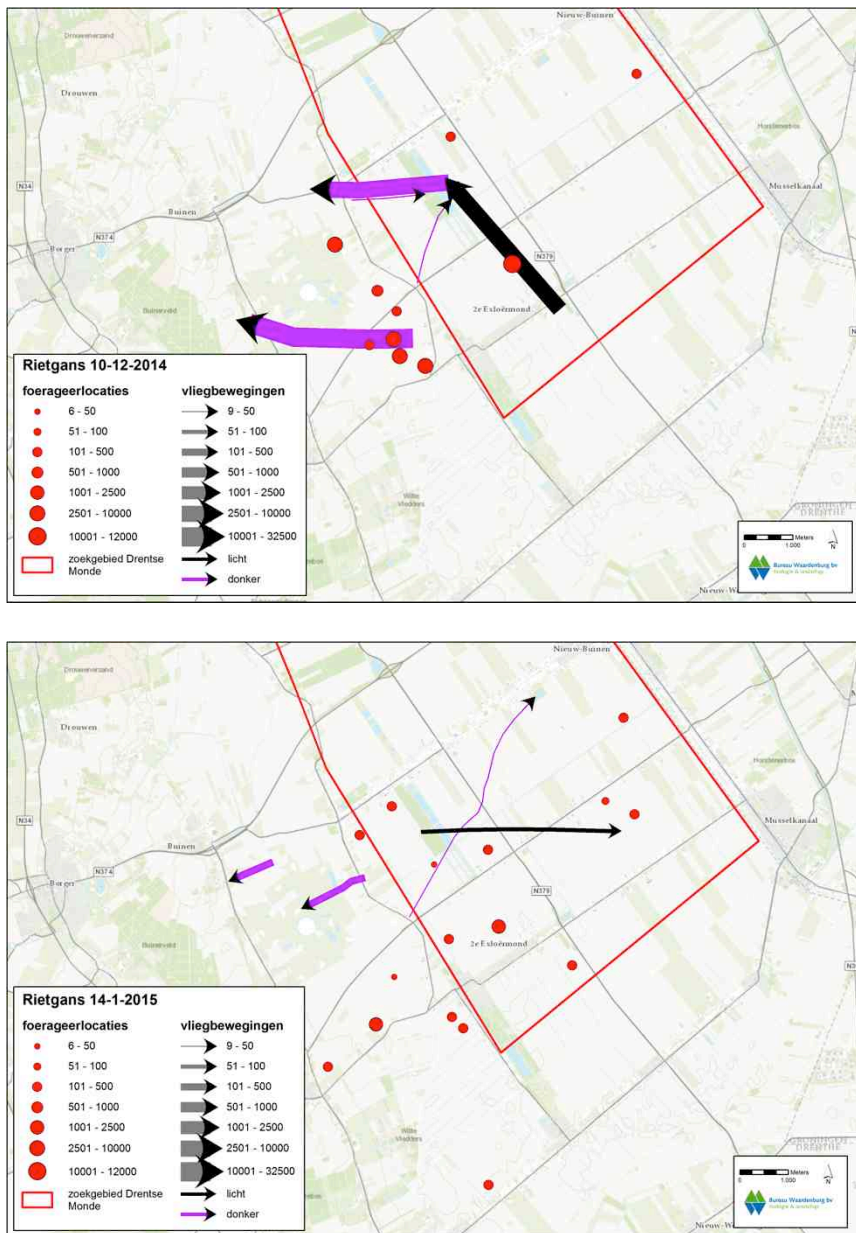 Nieuw-Buinen
Drouwenerzand
Drouwen
Musselkanaal
N34
Buinen
N374
Borger
N379
Buinerveld
2e Exloërmond
Rietgans 10-12-2014
foerageerlocaties
vliegbewegingen
6 - 50
9 - 50
51 - 100
51 - 100
101 - 500
101 - 500
501 - 1000
501 - 1000
1001 - 2500
1001 - 2500
2501 - 10000
2501 - 10000
10001 - 12000
10001 - 32500
zoekgebied Drentse
Monde
licht
donker
GRONINGEN
DRENTHE
Meters
0 1.000
N
Bureau Waardenburg bv
Nieuw-Buinen
Drouwenerzand
Drouwen
Musselkanaal
N34
Buinen
N374
Borger
N379
Buinerveld
2e Exloërmond
Rietgans 14-1-2015
foerageerlocaties
vliegbewegingen
6 - 50
9 - 50
51 - 100
51 - 100
101 - 500
101 - 500
501 - 1000
501 - 1000
1001 - 2500
1001 - 2500
2501 - 10000
2501 - 10000
10001 - 12000
10001 - 32500
zoekgebied Drentse
Monde
licht
donker
GRONINGEN
DRENTHE
Meters
0 1.000
N
Bureau Waardenburg bv